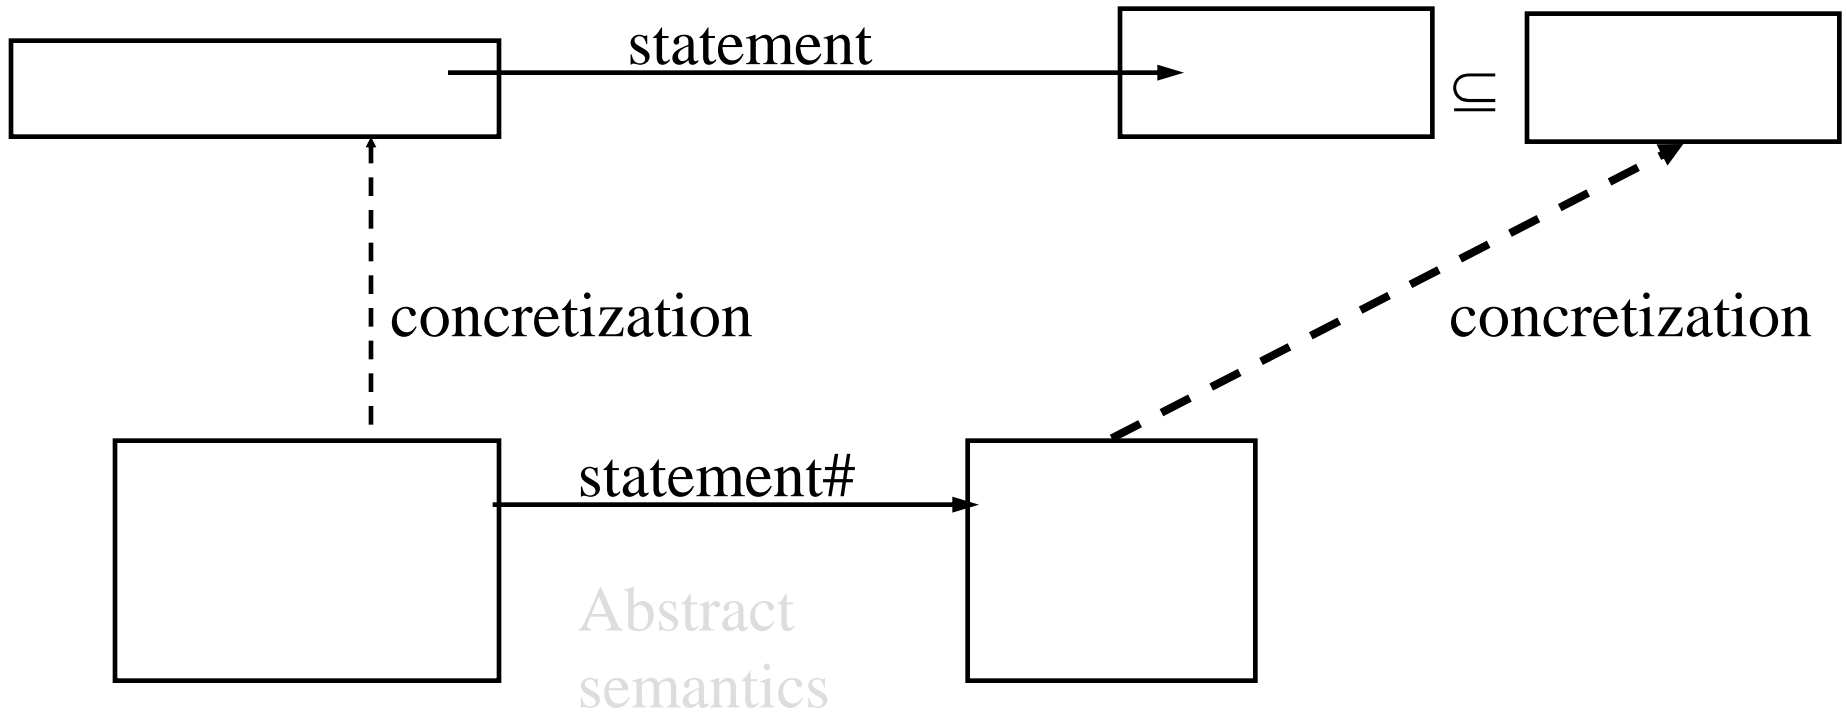 statement
⊆
concretization
concretization
statement#
Abstract
semantics